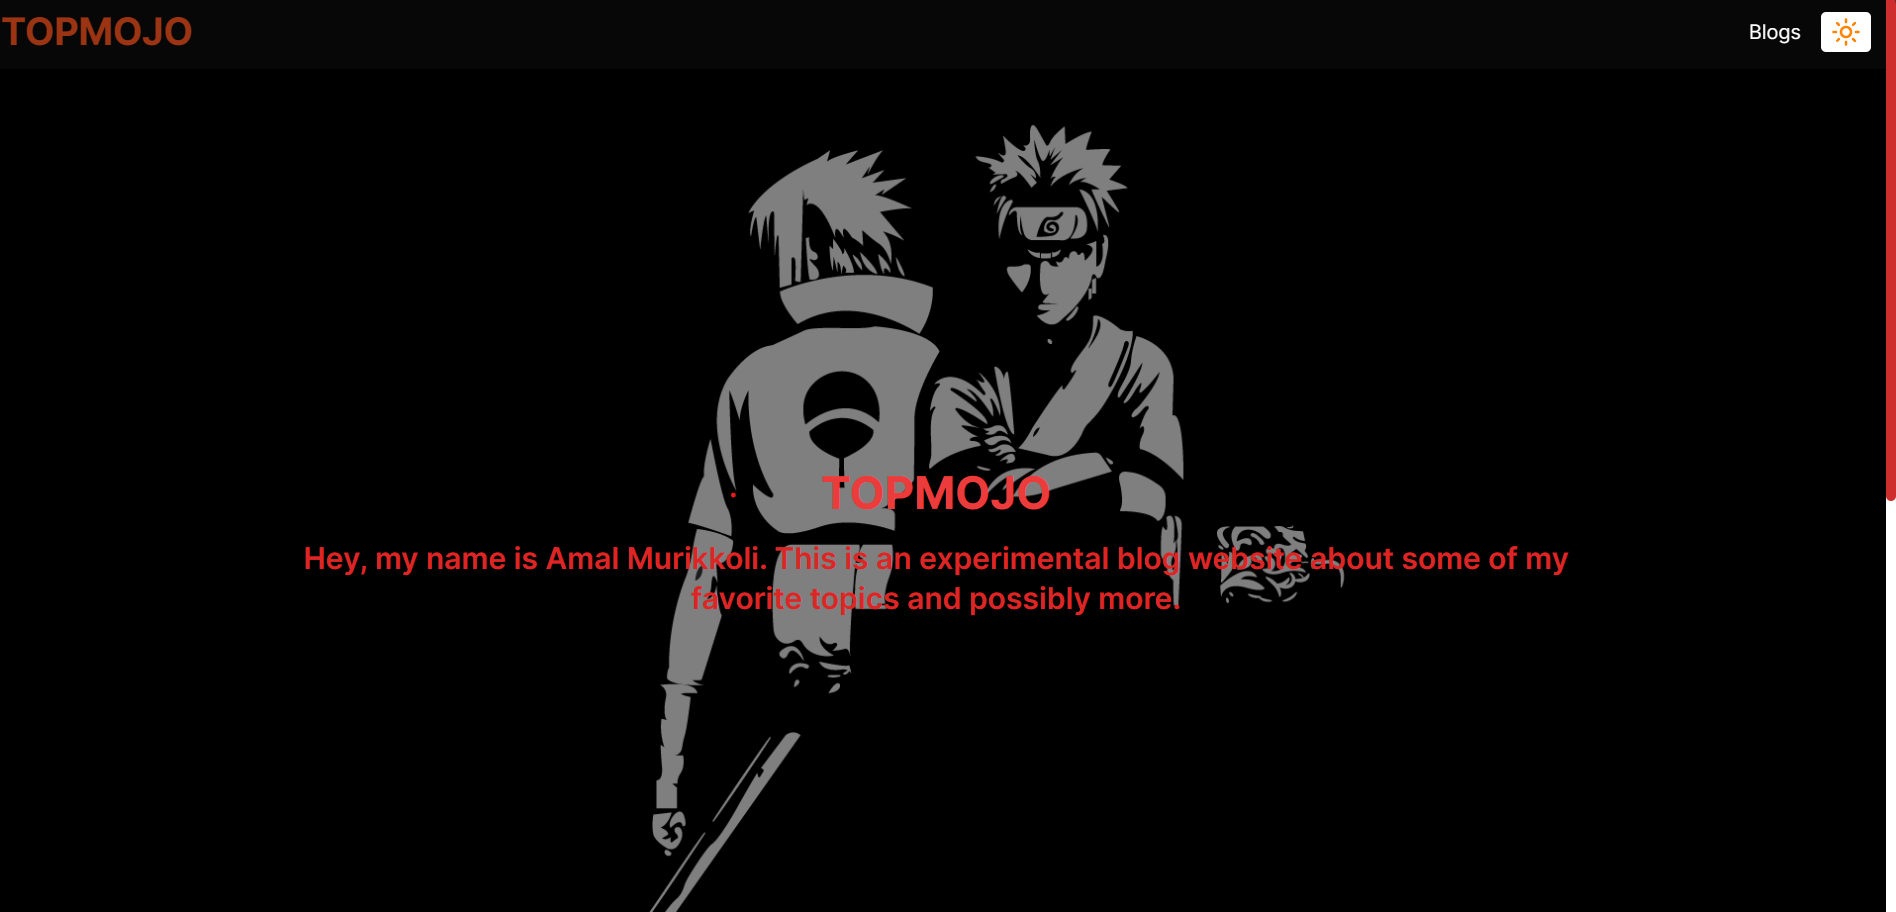 TOPMOJO
Blogs
TOPMOJO
Hey, my name is Amal Murikkoli. This is an experimental blog website about some of my
favorite topics and possibly more.